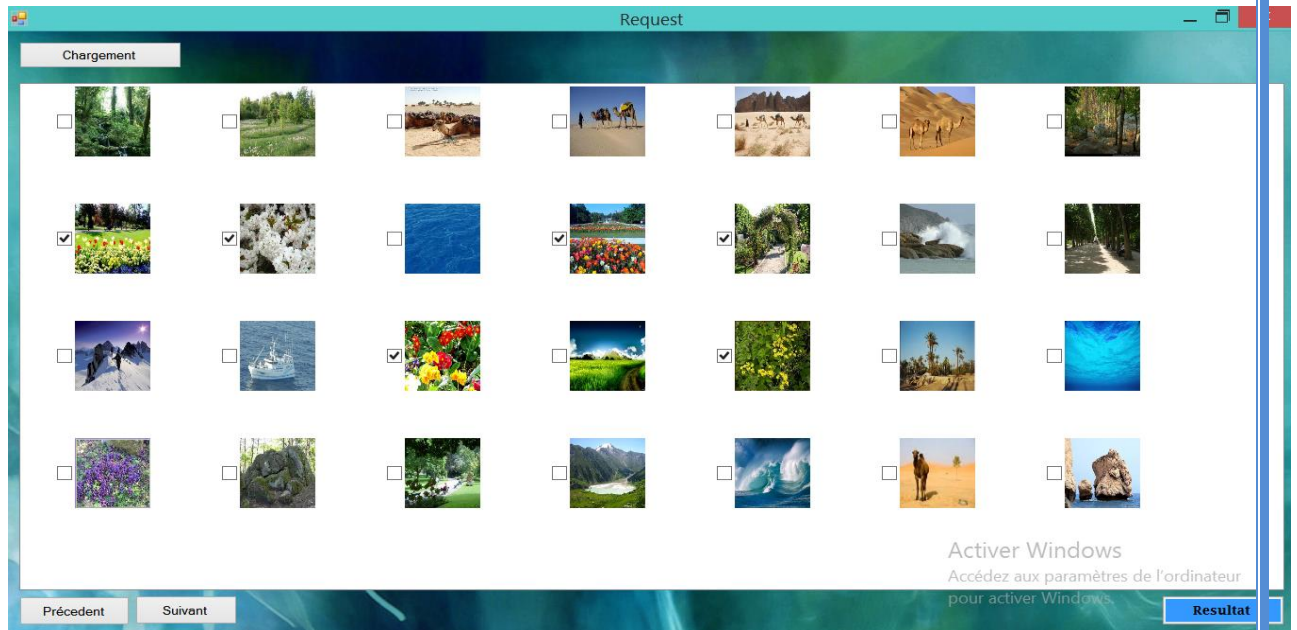 Request
Chargement
Activer Windows
Accédez aux paramètres de l'ordinateur
pour activer Windows.
Précedent
Suivant
Resultat